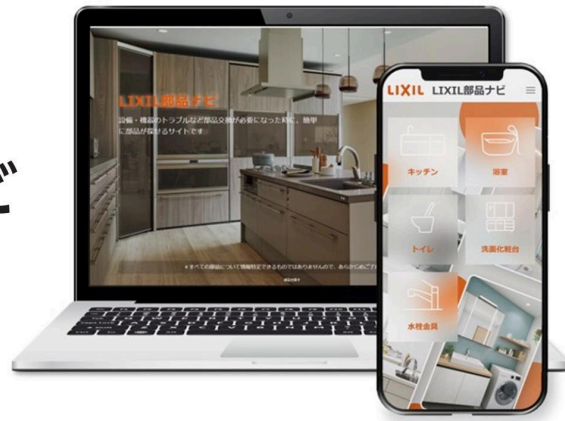 LIXIL部品ナビ
設備・機器のトラブルなど部品交換が必要になった時に、簡単
に部品が探せるサイトです。
LIXIL LIXIL部品ナビ
キッチン
浴室
トイレ
洗面化粧台
水栓金具